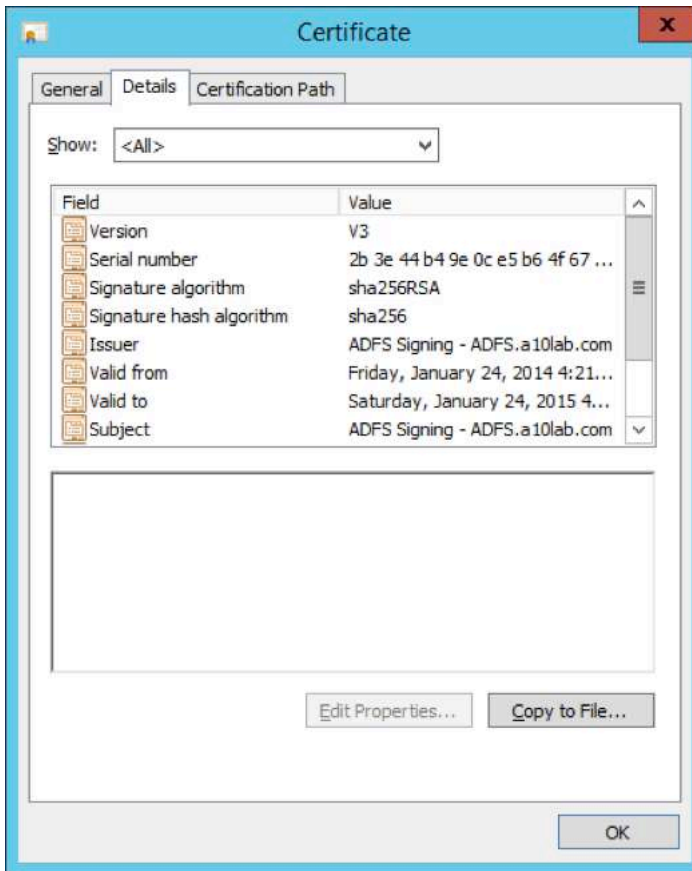 Certificate
x
General Details Certification Path
Show: <All>
Field Value
Version V3
Serial number 2b 3e 44 b4 9e 0c e5 b6 4f 67 ...
Signature algorithm sha256RSA
Signature hash algorithm sha256
Issuer ADFS Signing - ADFS.a10lab.com
Valid from Friday, January 24, 2014 4:21...
Valid to Saturday, January 24, 2015 4...
Subject ADFS Signing - ADFS.a10lab.com
Edit Properties... Copy to File...
OK